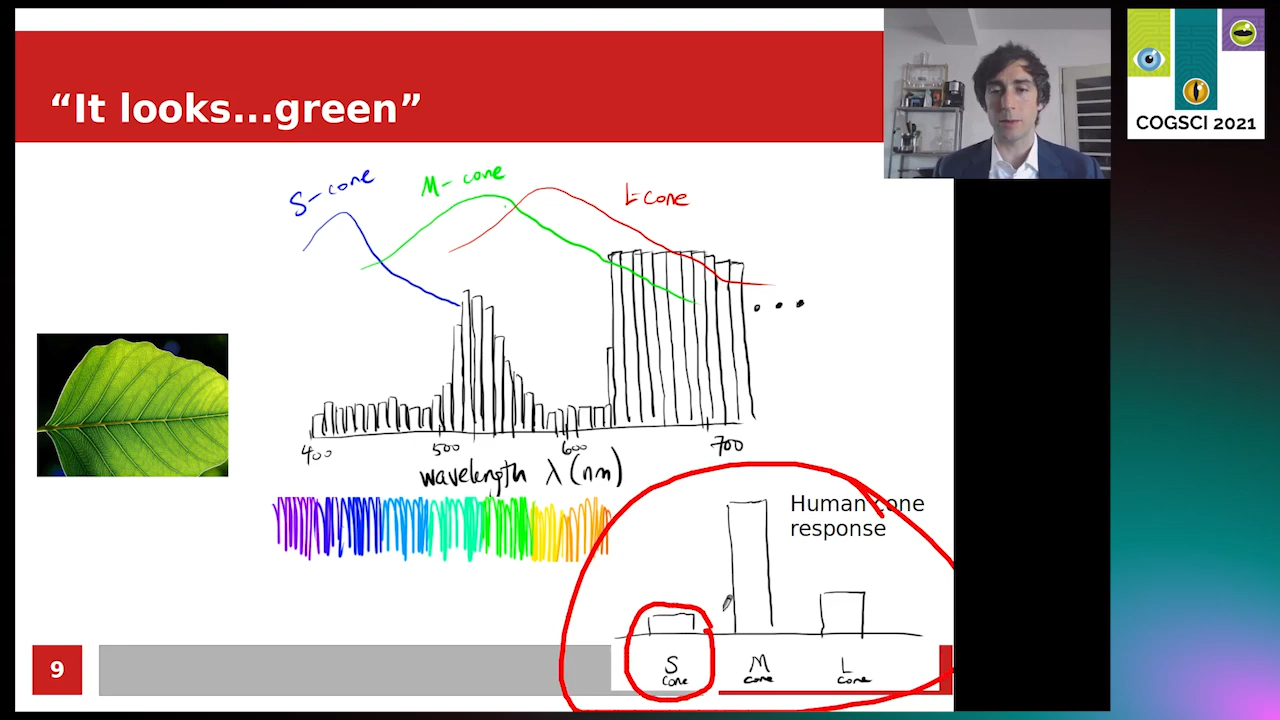 “It looks...green”
COGSCI 2021
S-cone
M-cone
L-cone
400
500
600
700
wavelength λ (nm)
Human cone
response
S
cone
M
cone
L
cone
9